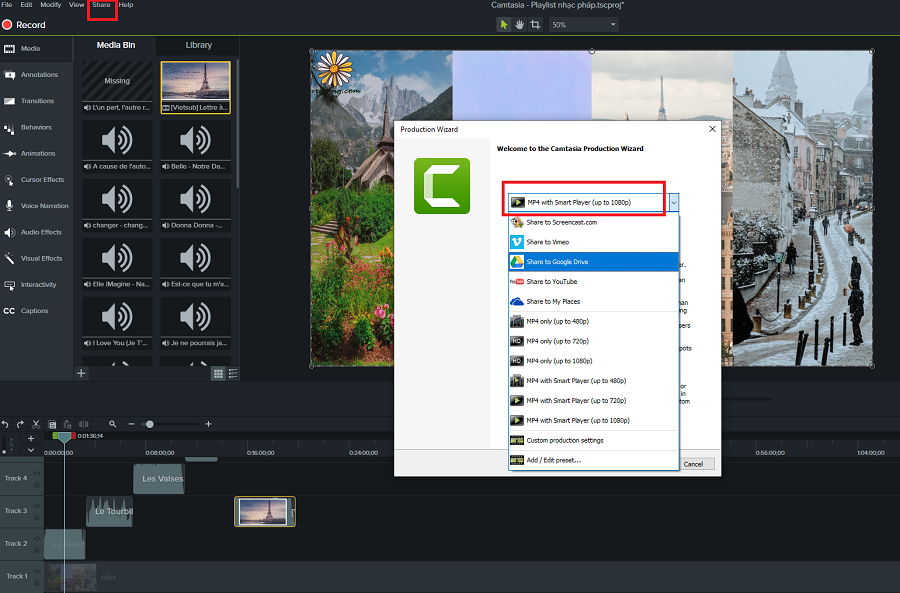 File Edit Modify View Share Help
Camtasia - Playlist nhạc pháp.tscproj*
Record
50%
Media
Annotations
Transitions
Behaviors
Animations
Cursor Effects
Voice Narration
Audio Effects
Visual Effects
Interactivity
CC Captions
Media Bin
Library
Missing
L'un part, l'autre r...
[Vietsub] Lettre à...
A cause de l'auto...
Belle - Notre Da...
changer - chang...
Donna Donna -...
Elle IMagine - Na...
Est-ce que tu m'a...
I Love You (Je T'...
Je ne pourrais ja...
Production Wizard
Welcome to the Camtasia Production Wizard
MP4 with Smart Player (up to 1080p)
Share to Screencast.com
Share to Vimeo
Share to Google Drive
Share to YouTube
Share to My Places
MP4 only (up to 480p)
MP4 only (up to 720p)
MP4 only (up to 1080p)
MP4 with Smart Player (up to 480p)
MP4 with Smart Player (up to 720p)
MP4 with Smart Player (up to 1080p)
Custom production settings
Add / Edit preset...
Cancel
0:01:36;14
0:00:00;00 0:08:00;00 0:16:00;00 0:24:00;00 0:56:00;00 1:04:00;00
Track 4
Les Valses
Track 3
Le Tourbil
Track 2
Track 1
nền